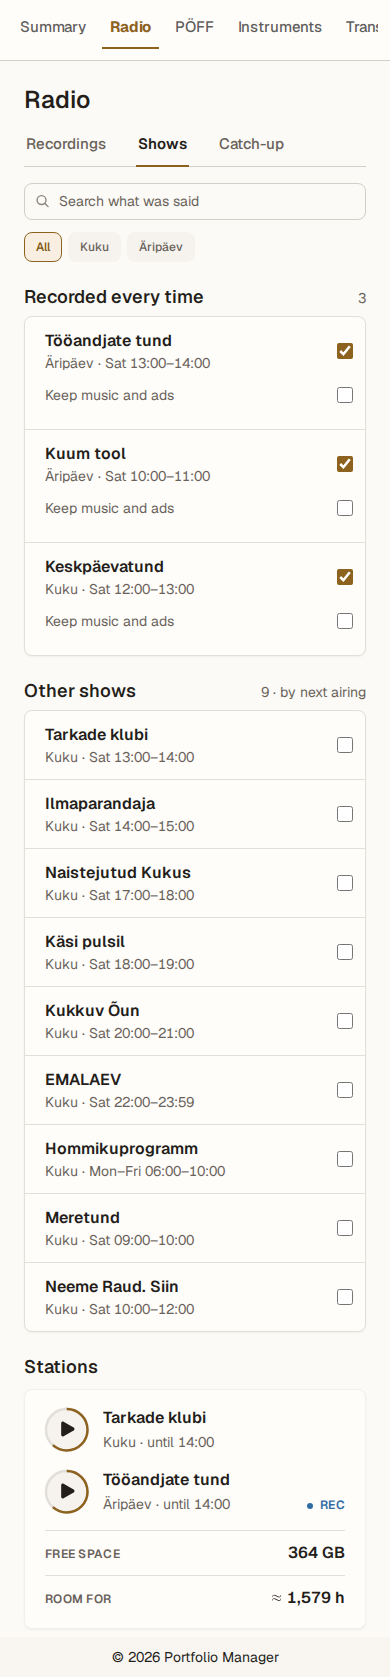 Summary Radio PÖFF Instruments Trans
Radio
Recordings Shows Catch-up
Search what was said
All Kuku Äripäev
Recorded every time 3
Tööandjate tund
Äripäev · Sat 13:00–14:00
Keep music and ads
Kuum tool
Äripäev · Sat 10:00–11:00
Keep music and ads
Keskpäevatund
Kuku · Sat 12:00–13:00
Keep music and ads
Other shows 9 · by next airing
Tarkade klubi
Kuku · Sat 13:00–14:00
Ilmaparandaja
Kuku · Sat 14:00–15:00
Naistejutud Kukus
Kuku · Sat 17:00–18:00
Käsi pulsil
Kuku · Sat 18:00–19:00
Kukkuv Õun
Kuku · Sat 20:00–21:00
EMALAEV
Kuku · Sat 22:00–23:59
Hommikuprogramm
Kuku · Mon–Fri 06:00–10:00
Meretund
Kuku · Sat 09:00–10:00
Neeme Raud. Siin
Kuku · Sat 10:00–12:00
Stations
Tarkade klubi
Kuku · until 14:00
Tööandjate tund
Äripäev · until 14:00 REC
FREE SPACE 364 GB
ROOM FOR ≈ 1,579 h
© 2026 Portfolio Manager